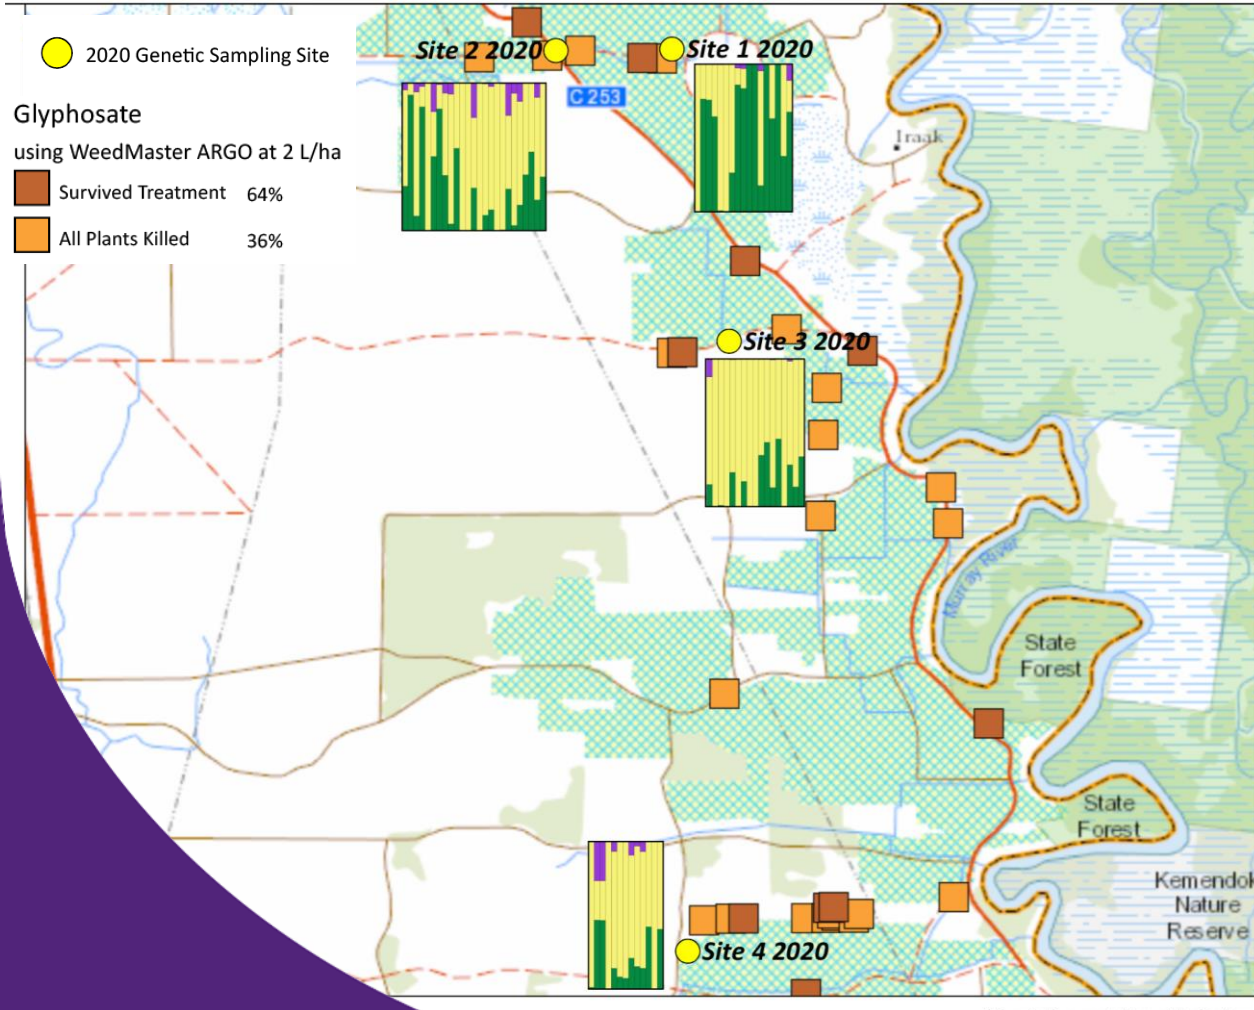 2020 Genetic Sampling Site
Glyphosate
using WeedMaster ARGO at 2 L/ha
Survived Treatment 64%
All Plants Killed 36%
Site 2 2020
Site 1 2020
C 253
Iraak
Site 3 2020
Murray River
State
Forest
State
Forest
Kemendok
Nature
Reserve
Site 4 2020